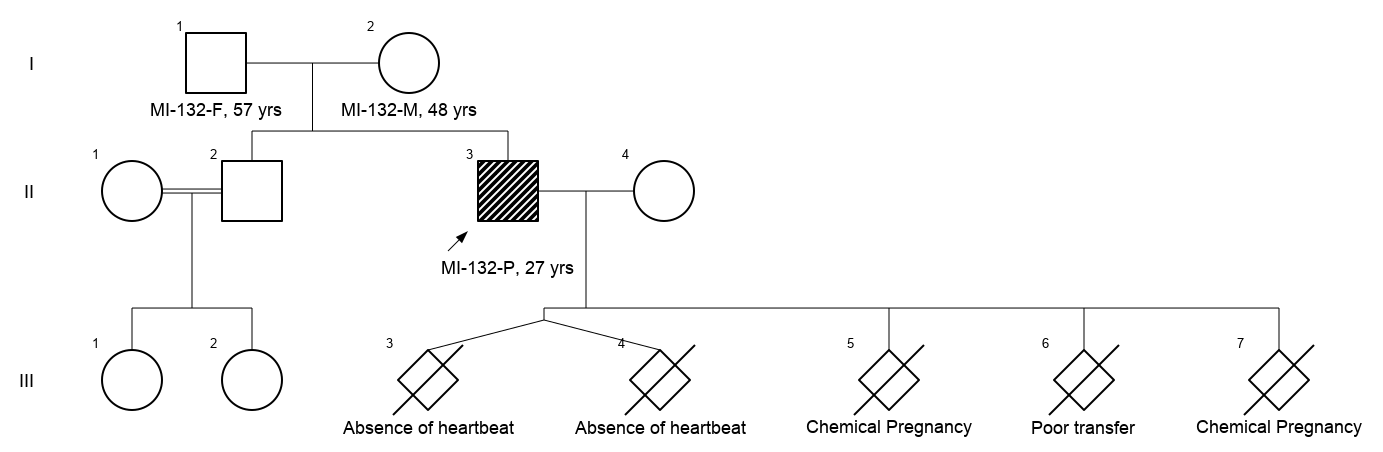 1
2
I
MI-132-F, 57 yrs
MI-132-M, 48 yrs
1
2
3
4
II
MI-132-P, 27 yrs
1
2
3
4
5
6
7
III
Absence of heartbeat
Absence of heartbeat
Chemical Pregnancy
Poor transfer
Chemical Pregnancy